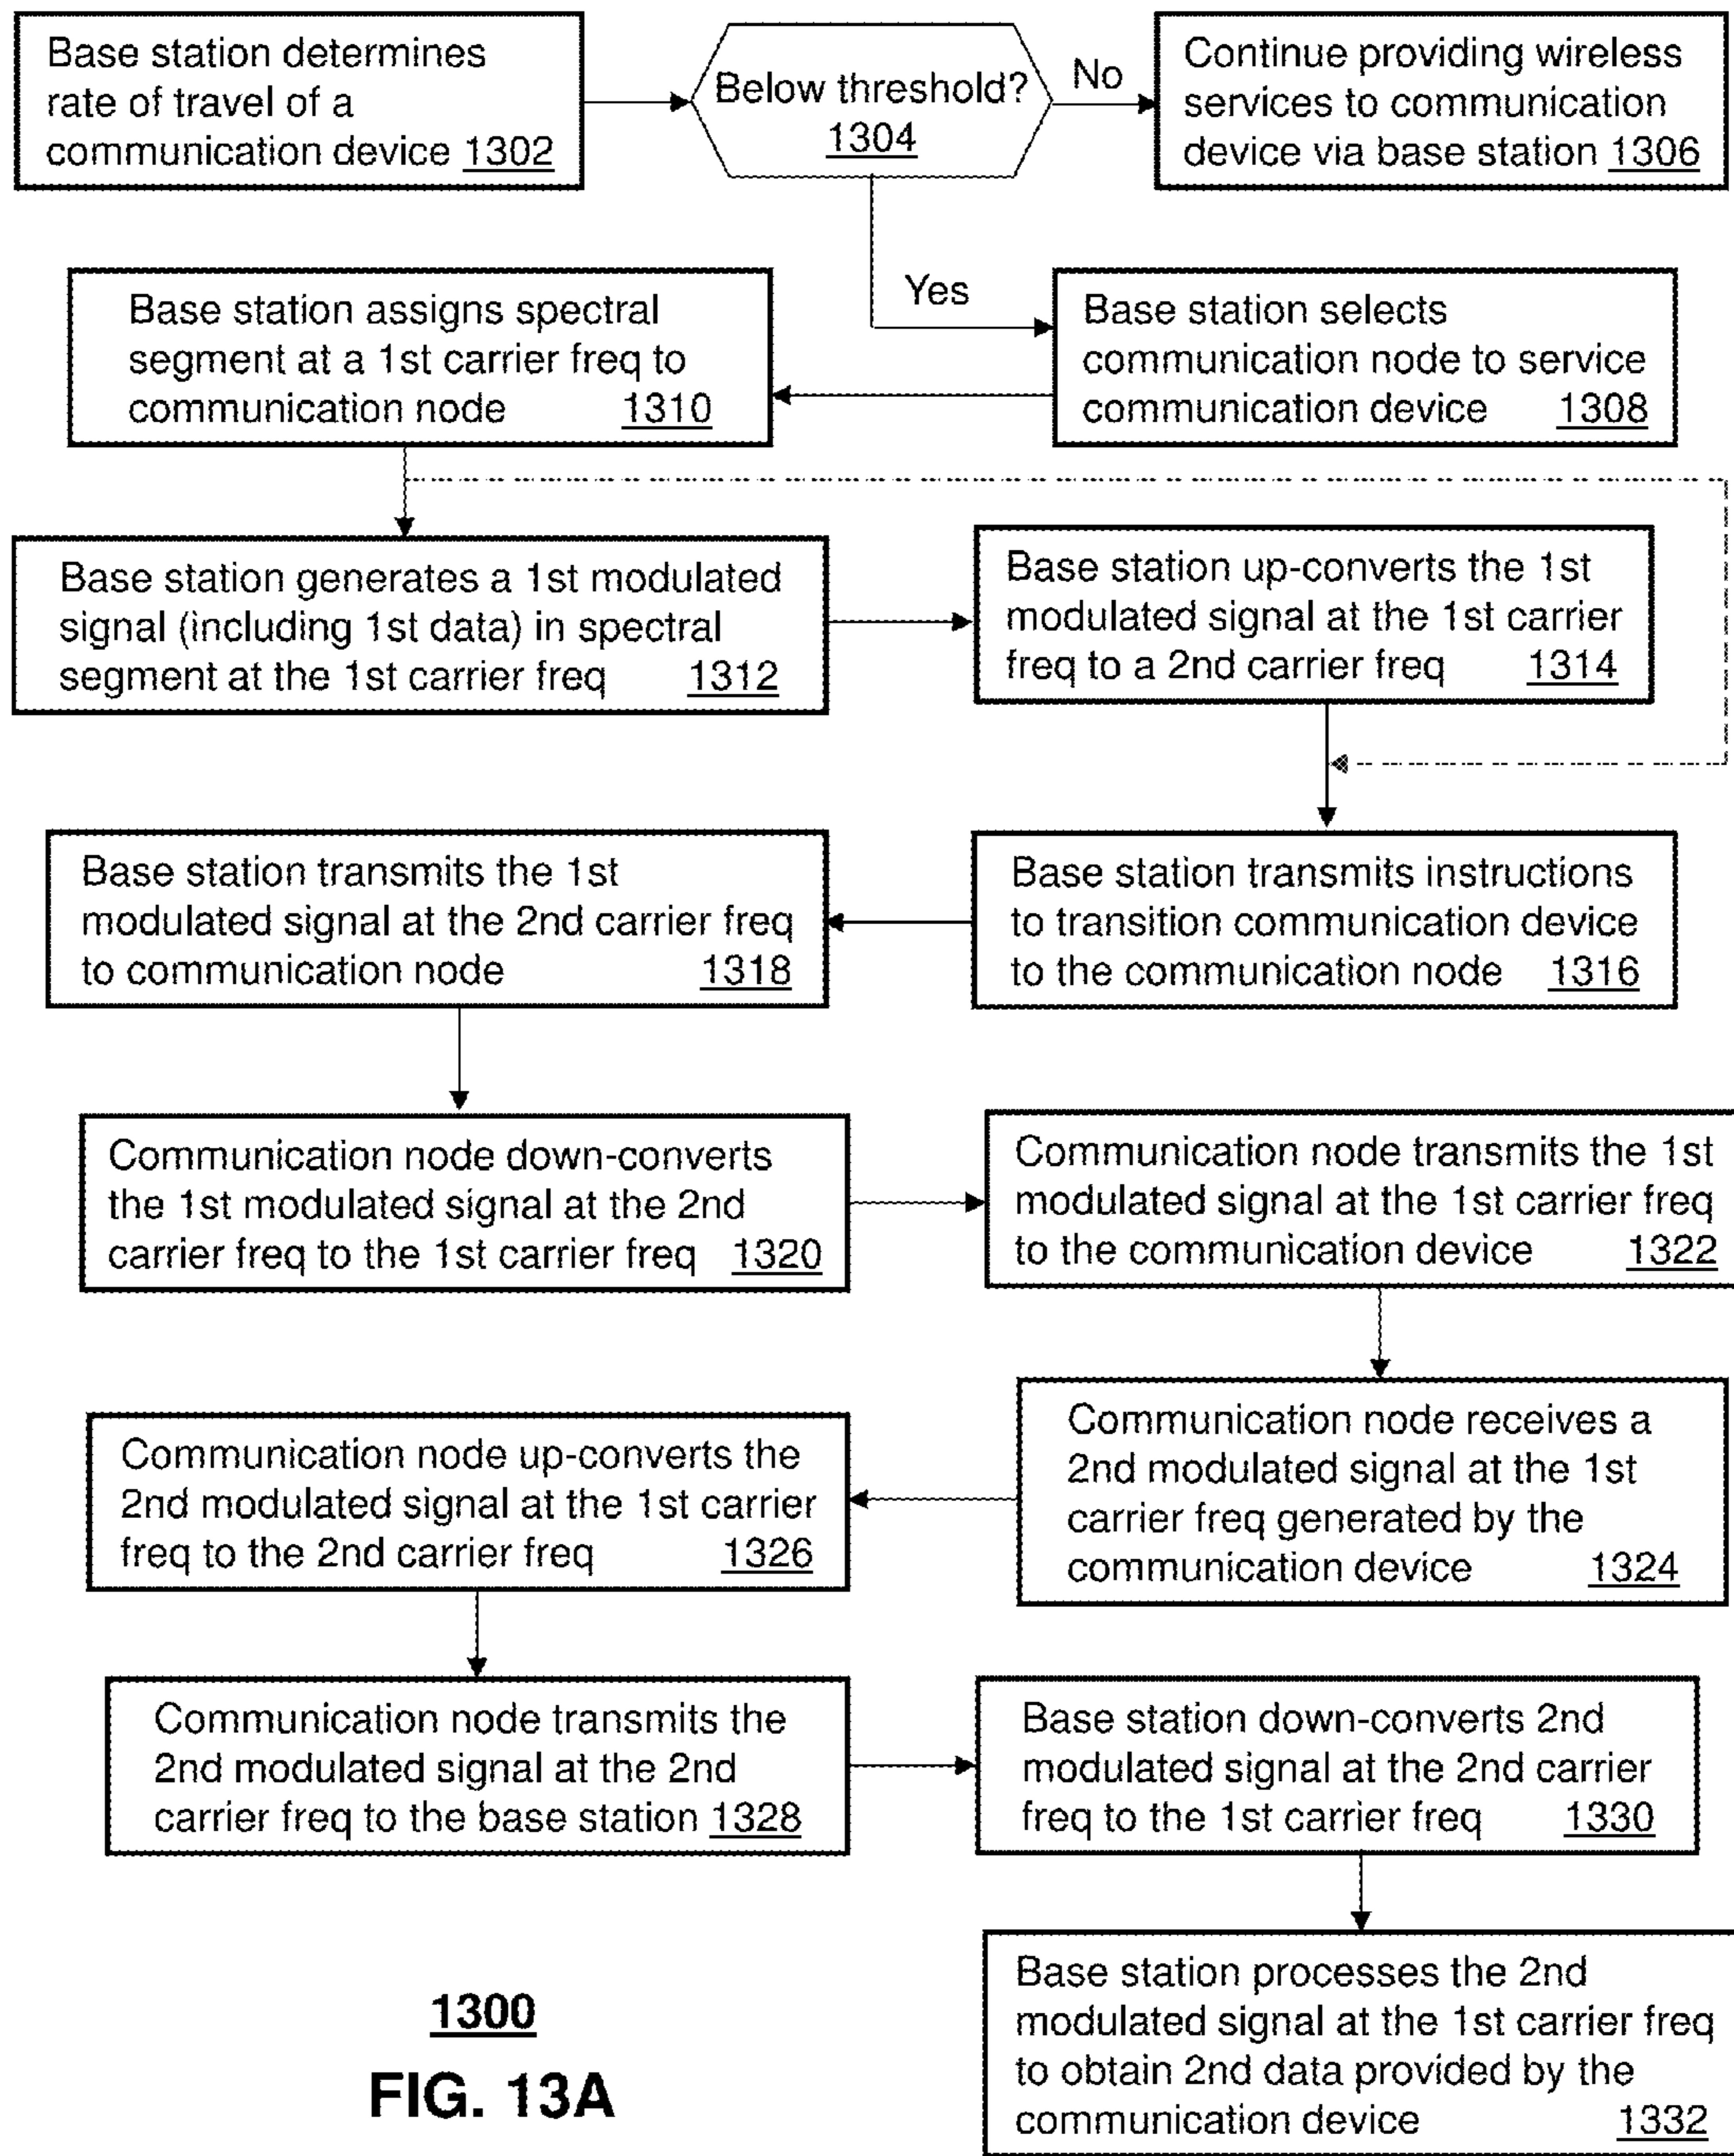 Base station determines
rate of travel of a
communication device 1302
Below threshold?
1304
No
Continue providing wireless
services to communication
device via base station 1306
Yes
Base station selects
communication node to service
communication device 1308
Base station assigns spectral
segment at a 1st carrier freq to
communication node 1310
Base station generates a 1st modulated
signal (including 1st data) in spectral
segment at the 1st carrier freq 1312
Base station up-converts the 1st
modulated signal at the 1st carrier
freq to a 2nd carrier freq 1314
Base station transmits instructions
to transition communication device
to the communication node 1316
Base station transmits the 1st
modulated signal at the 2nd carrier freq
to communication node 1318
Communication node down-converts
the 1st modulated signal at the 2nd
carrier freq to the 1st carrier freq 1320
Communication node transmits the 1st
modulated signal at the 1st carrier freq
to the communication device 1322
Communication node receives a
2nd modulated signal at the 1st
carrier freq generated by the
communication device 1324
Communication node up-converts the
2nd modulated signal at the 1st carrier
freq to the 2nd carrier freq 1326
Communication node transmits the
2nd modulated signal at the 2nd
carrier freq to the base station 1328
Base station down-converts 2nd
modulated signal at the 2nd carrier
freq to the 1st carrier freq 1330
Base station processes the 2nd
modulated signal at the 1st carrier freq
to obtain 2nd data provided by the
communication device 1332
1300
FIG. 13A